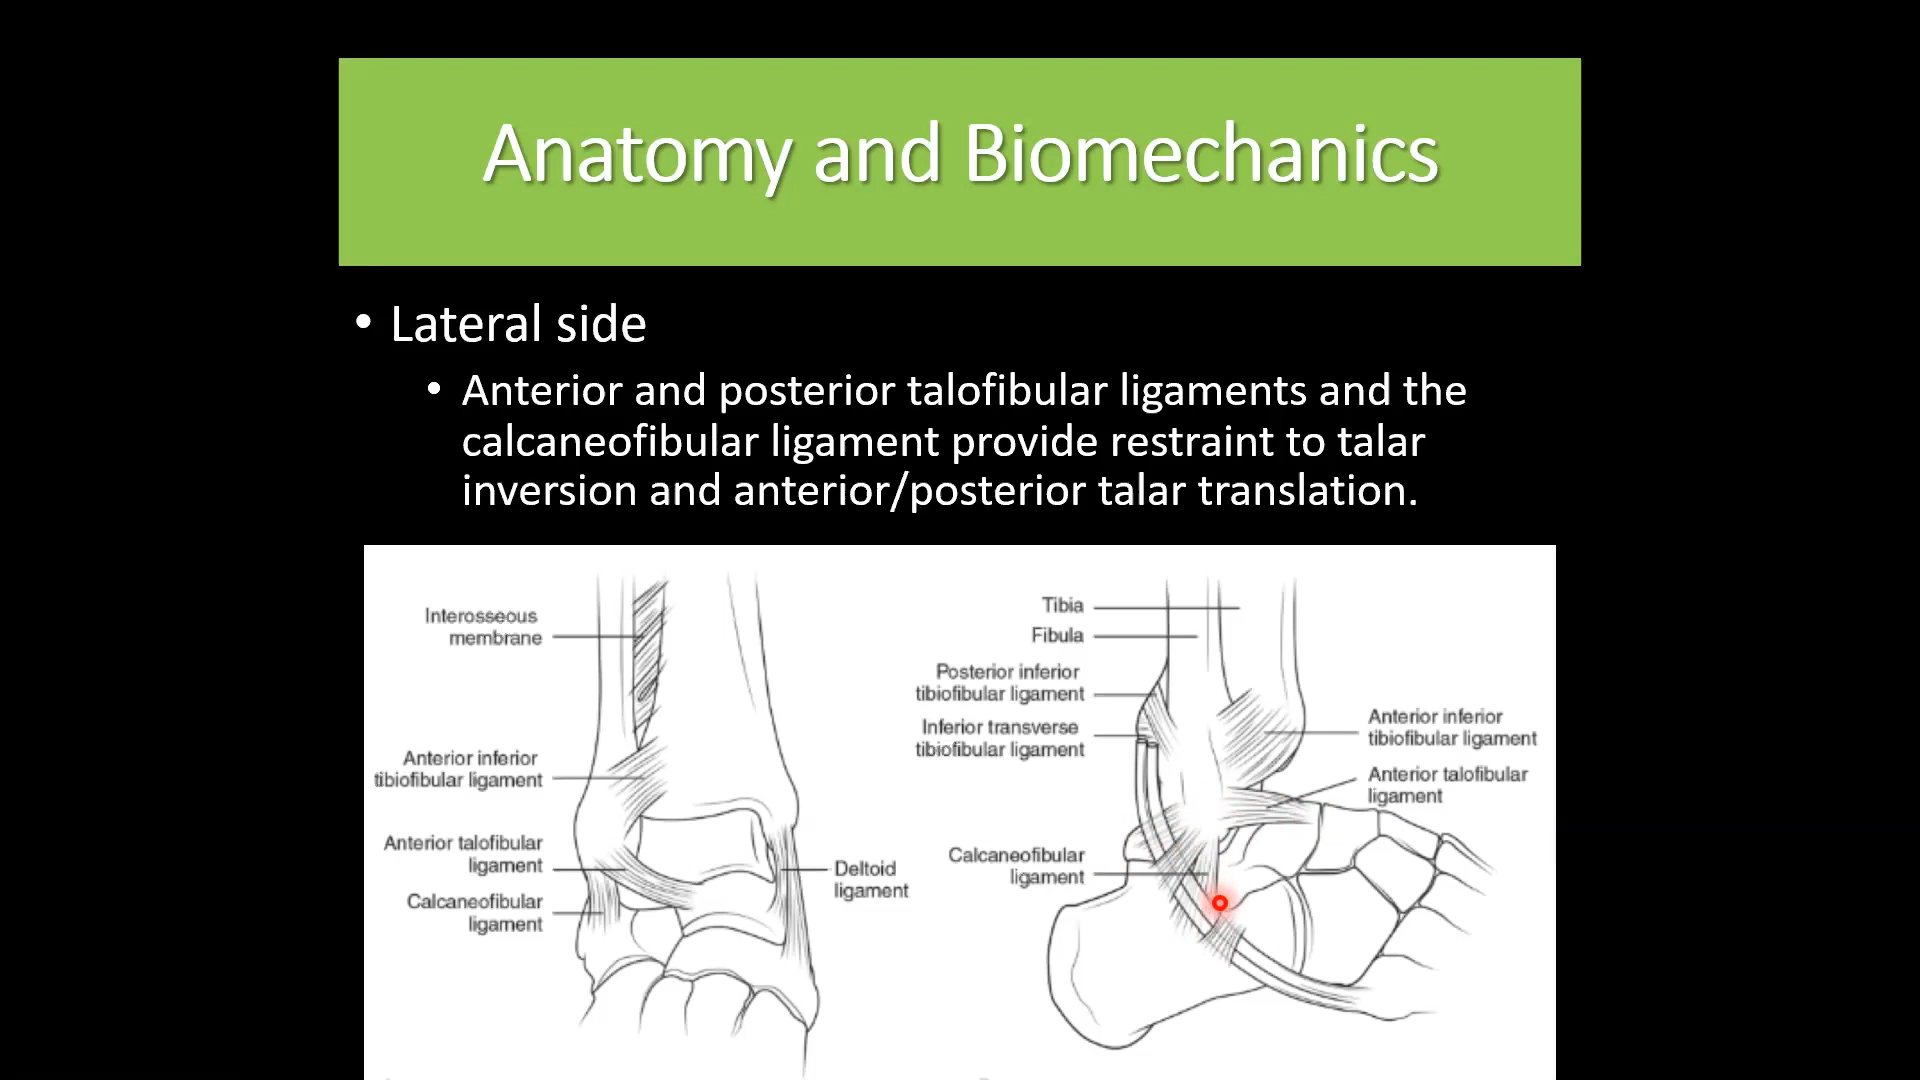 Anatomy and Biomechanics
• Lateral side
• Anterior and posterior talofibular ligaments and the
calcaneofibular ligament provide restraint to talar
inversion and anterior/posterior talar translation.
Interosseous
membrane
Anterior inferior
tibiofibular ligament
Anterior talofibular
ligament
Calcaneofibular
ligament
Deltoid
ligament
Tibia
Fibula
Posterior inferior
tibiofibular ligament
Inferior transverse
tibiofibular ligament
Calcaneofibular
ligament
Anterior inferior
tibiofibular ligament
Anterior talofibular
ligament